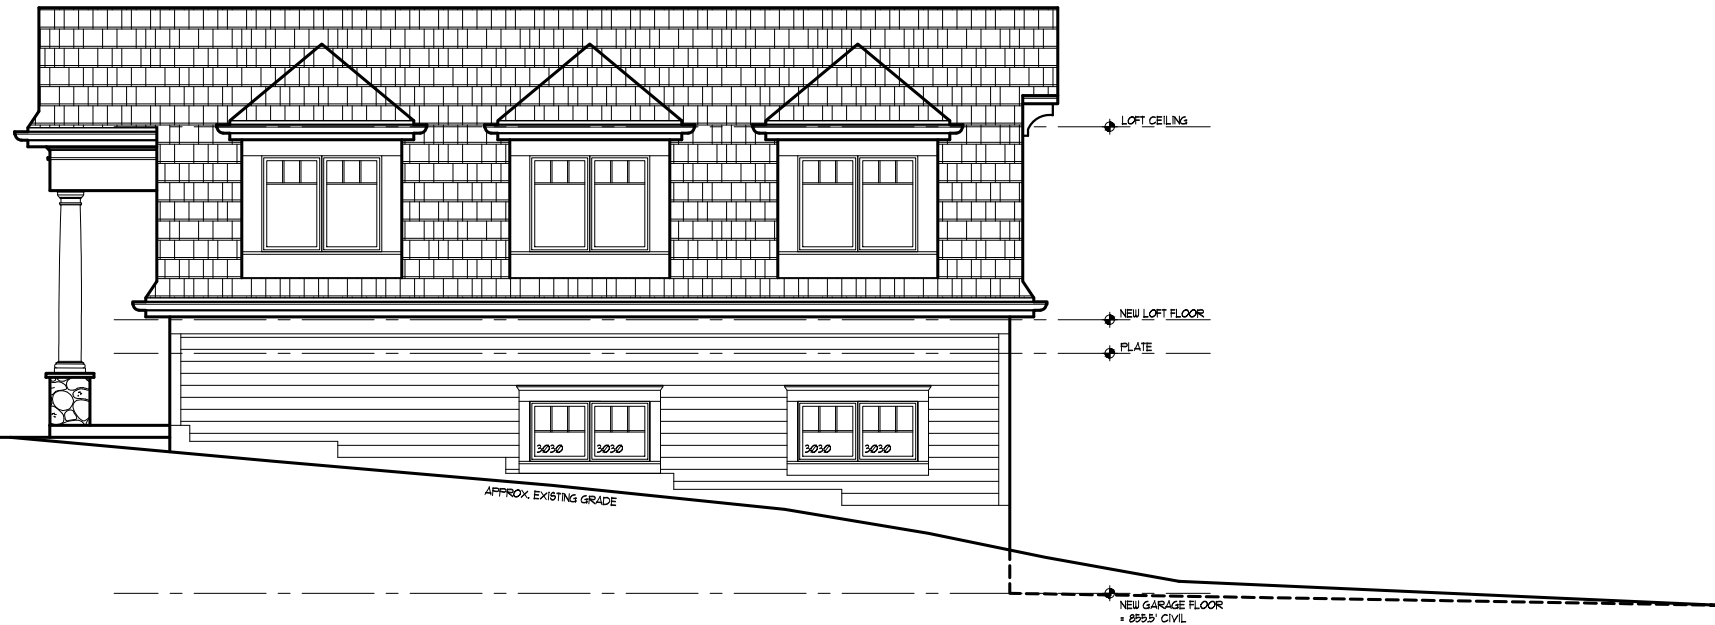 LOFT CEILING
NEW LOFT FLOOR
PLATE
3030 3030 3030 3030
APPROX. EXISTING GRADE
NEW GARAGE FLOOR
= 855.5' CIVIL